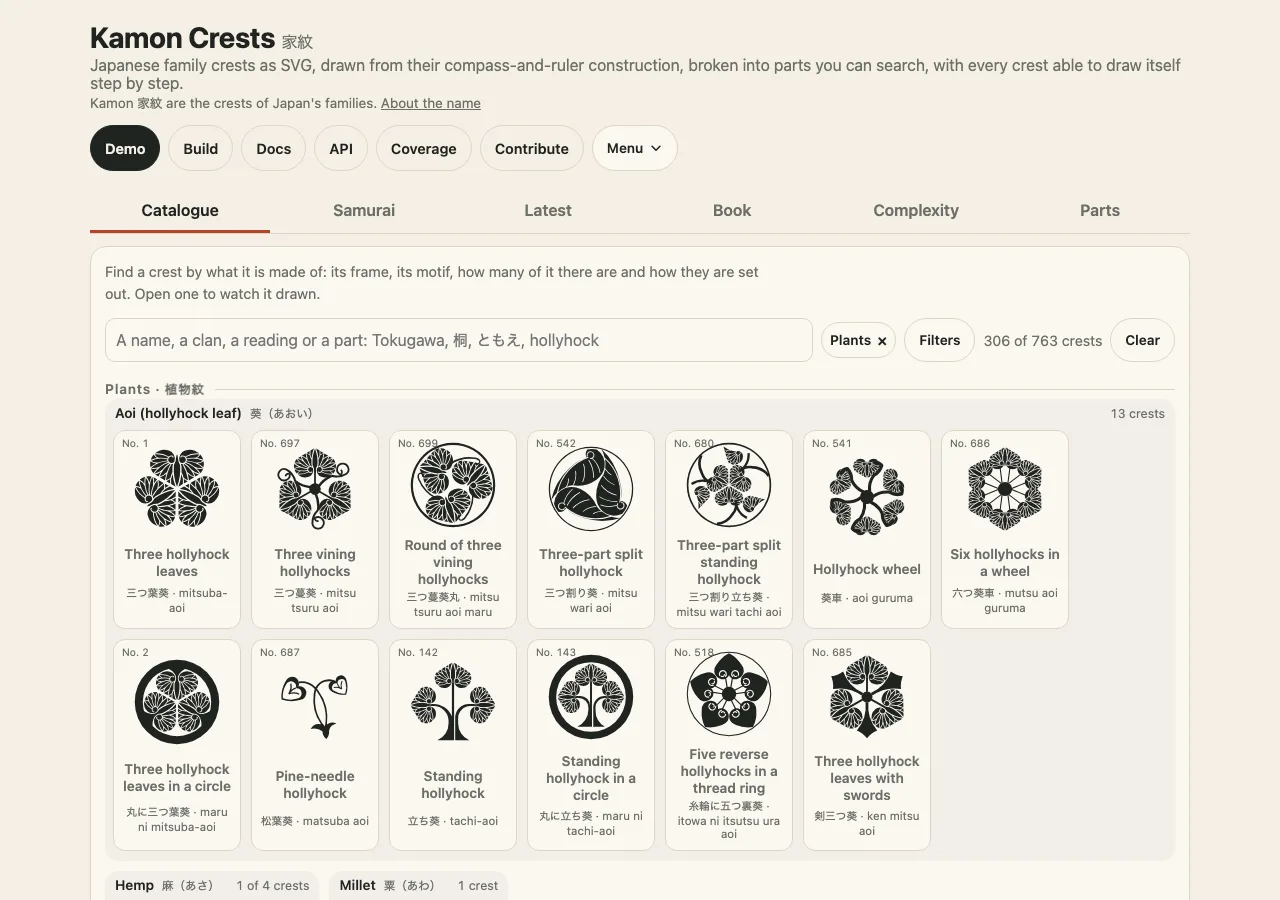 Kamon Crests 家紋
Japanese family crests as SVG, drawn from their compass-and-ruler construction, broken into parts you can search, with every crest able to draw itself
step by step.
Kamon 家紋 are the crests of Japan's families. About the name
Demo Build Docs API Coverage Contribute Menu
Catalogue Samurai Latest Book Complexity Parts
Find a crest by what it is made of: its frame, its motif, how many of it there are and how they are set
out. Open one to watch it drawn.
A name, a clan, a reading or a part: Tokugawa, 桐, ともえ, hollyhock Plants × Filters 306 of 763 crests Clear
Plants · 植物紋
Aoi (hollyhock leaf) 葵（あおい） 13 crests
No. 1
Three hollyhock
leaves
三つ葉葵 · mitsuba-
aoi
No. 697
Three vining
hollyhocks
三つ蔓葵 · mitsu
tsuru aoi
No. 699
Round of three
vining
hollyhocks
三つ蔓葵丸 · mitsu
tsuru aoi maru
No. 542
Three-part split
hollyhock
三つ割り葵 · mitsu
wari aoi
No. 680
Three-part split
standing
hollyhock
三つ割り立ち葵 ·
mitsu wari tachi aoi
No. 541
Hollyhock wheel
葵車 · aoi guruma
No. 686
Six hollyhocks in
a wheel
六つ葵車 · mutsu aoi
guruma
No. 2
Three hollyhock
leaves in a circle
丸に三つ葉葵 · maru
ni mitsuba-aoi
No. 687
Pine-needle
hollyhock
松葉葵 · matsuba aoi
No. 142
Standing
hollyhock
立ち葵 · tachi-aoi
No. 143
Standing
hollyhock in a
circle
丸に立ち葵 · maru ni
tachi-aoi
No. 518
Five reverse
hollyhocks in a
thread ring
糸輪に五つ裏葵 ·
itowa ni itsutsu ura
aoi
No. 685
Three hollyhock
leaves with
swords
剣三つ葵 · ken mitsu
aoi
Hemp 麻（あさ） 1 of 4 crests Millet 粟（あわ） 1 crest